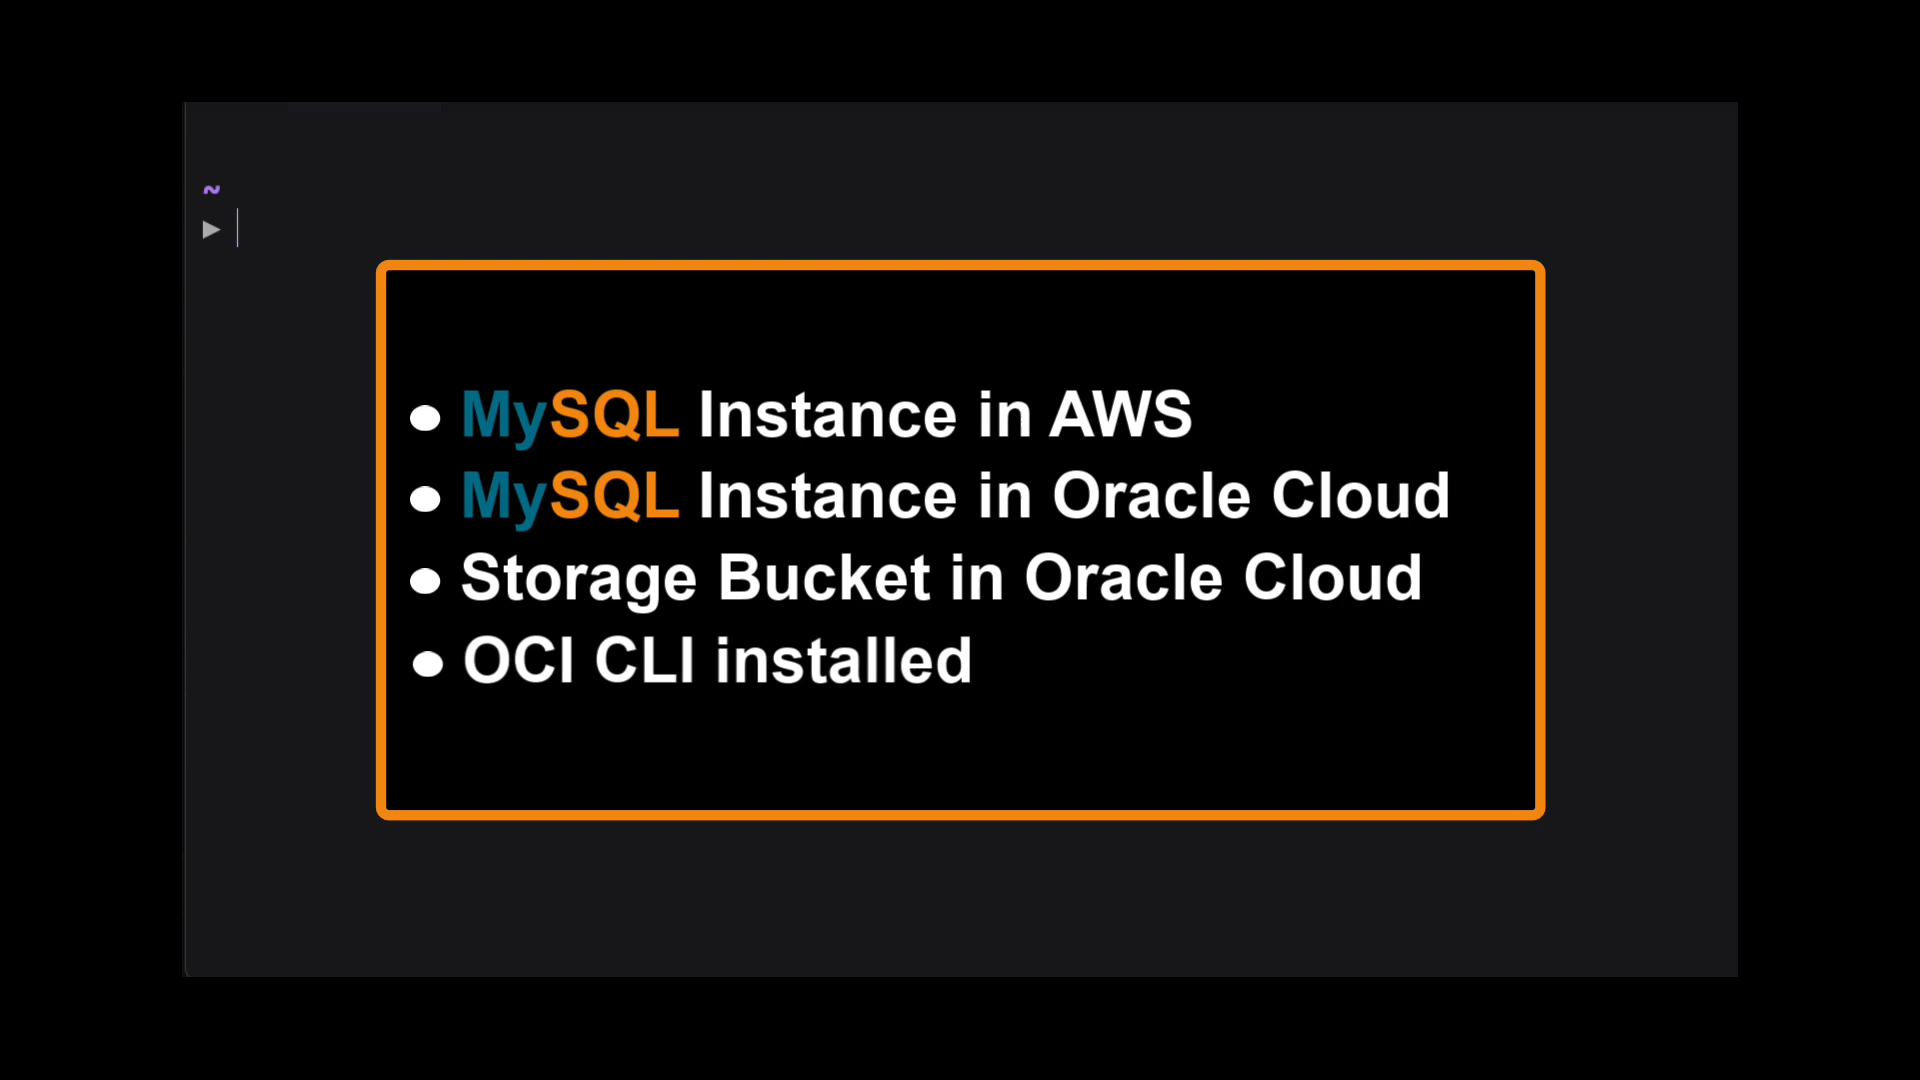 ~
▶
• MySQL Instance in AWS
• MySQL Instance in Oracle Cloud
• Storage Bucket in Oracle Cloud
• OCI CLI installed